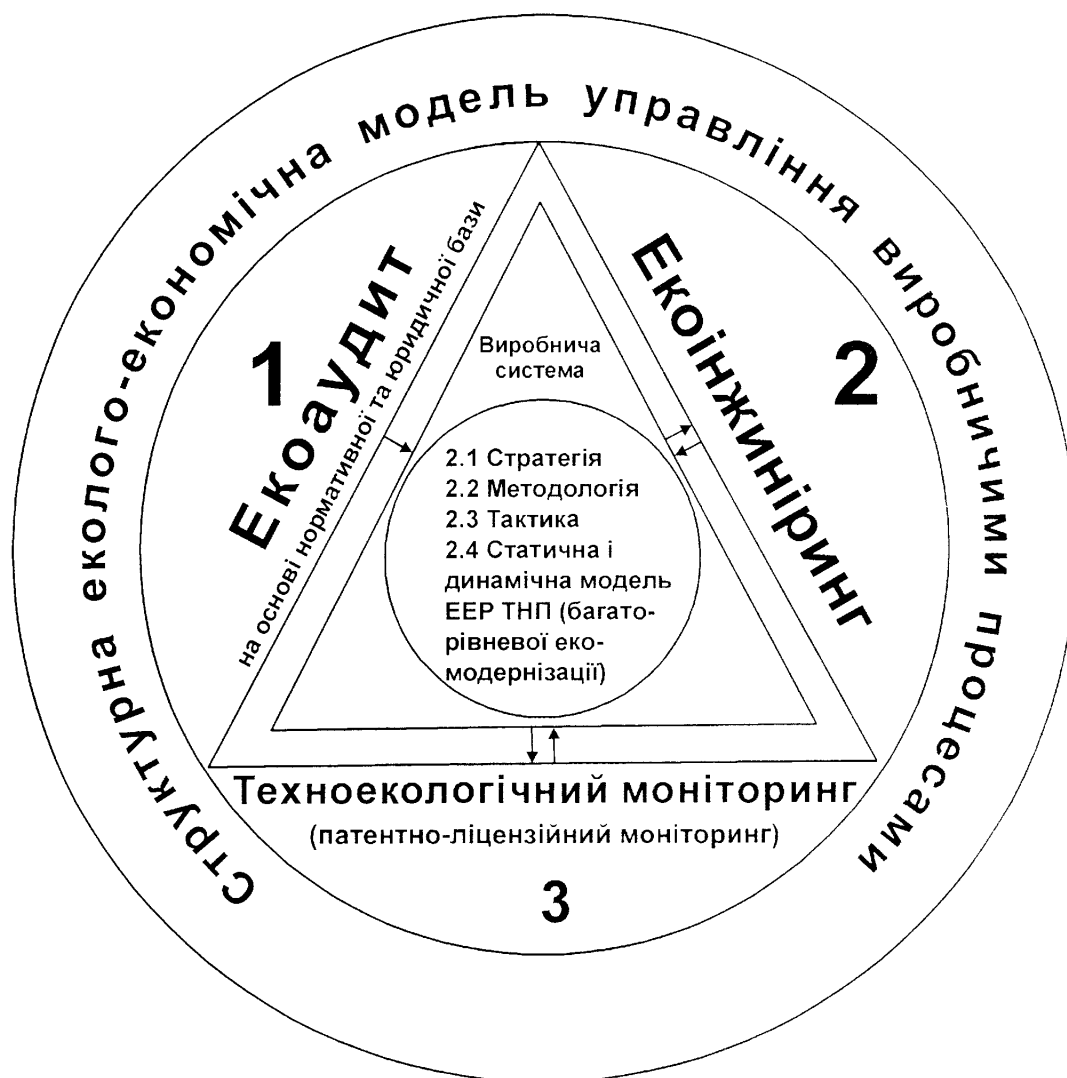 Структурна еколого-економічна модель управління виробничими процесами
1
Екоаудит
на основі нормативної та юридичної бази
Екоінжиніринг
2
Виробнича
система
2.1 Стратегія
2.2 Методологія
2.3 Тактика
2.4 Статична і
динамічна модель
ЕЕР ТНП (багато-
рівневої еко-
модернізації)
Техноекологічний моніторинг
(патентно-ліцензійний моніторинг)
3